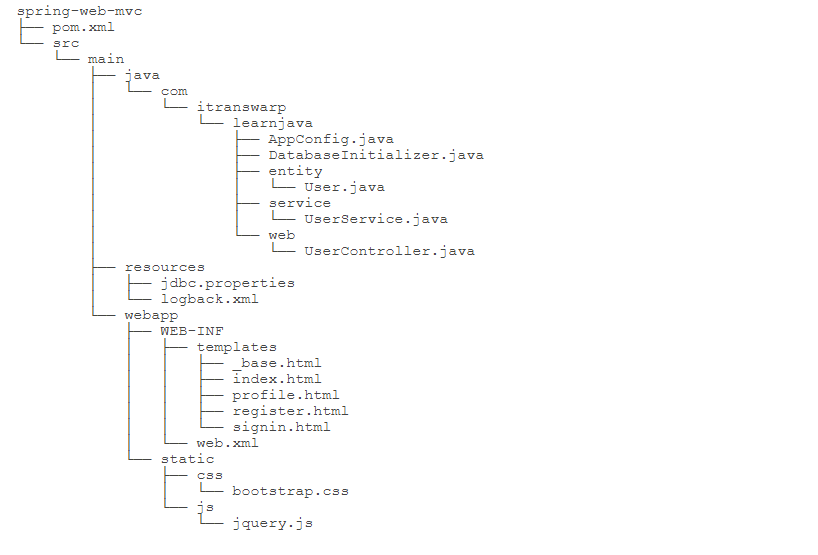 spring-web-mvc
├── pom.xml
└── src
    └── main
        ├── java
        │   └── com
        │       └── itranswarp
        │           └── learnjava
        │               ├── AppConfig.java
        │               ├── DatabaseInitializer.java
        │               ├── entity
        │               │   └── User.java
        │               ├── service
        │               │   └── UserService.java
        │               └── web
        │                   └── UserController.java
        ├── resources
        │   ├── jdbc.properties
        │   └── logback.xml
        └── webapp
            ├── WEB-INF
            │   ├── templates
            │   │   ├── _base.html
            │   │   ├── index.html
            │   │   ├── profile.html
            │   │   ├── register.html
            │   │   └── signin.html
            │   └── web.xml
            └── static
                ├── css
                │   └── bootstrap.css
                └── js
                    └── jquery.js